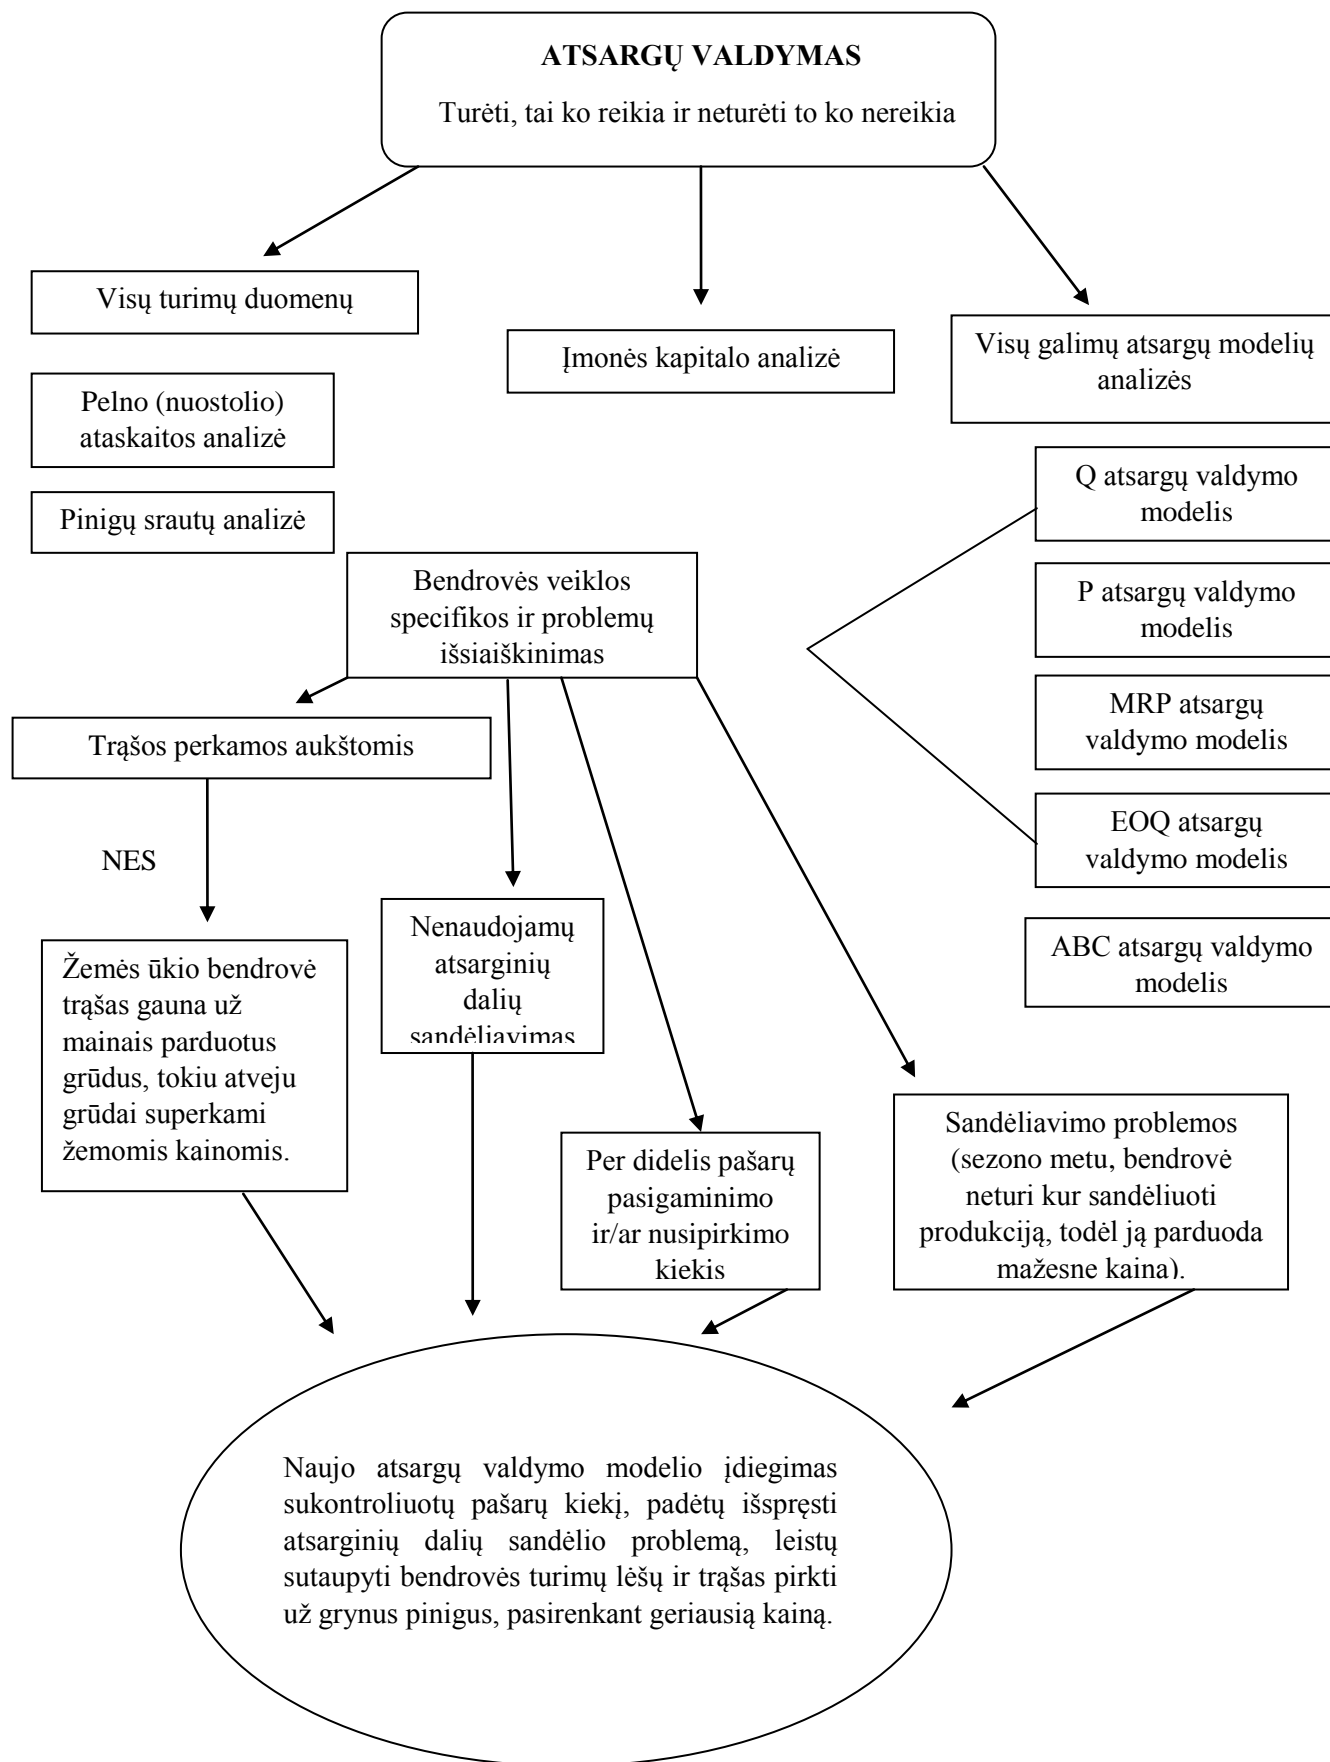 ATSARGŲ VALDYMAS
Turėti, tai ko reikia ir neturėti to ko nereikia
Visų turimų duomenų
Įmonės kapitalo analizė
Visų galimų atsargų modelių
analizės
Pelno (nuostolio)
ataskaitos analizė
Pinigų srautų analizė
Q atsargų valdymo
modelis
P atsargų valdymo
modelis
MRP atsargų
valdymo modelis
EOQ atsargų
valdymo modelis
ABC atsargų valdymo
modelis
Bendrovės veiklos
specifikos ir problemų
išsiaiškinimas
Trąšos perkamos aukštomis
NES
Žemės ūkio bendrovė
trąšas gauna už
mainais parduotus
grūdus, tokiu atveju
grūdai superkami
žemomis kainomis.
Nenaudojamų
atsarginių
dalių
sandėliavimas
Per didelis pašarų
pasigaminimo
ir/ar nusipirkimo
kiekis
Sandėliavimo problemos
(sezono metu, bendrovė
neturi kur sandėliuoti
produkciją, todėl ją parduoda
mažesne kaina).
Naujo atsargų valdymo modelio įdiegimas
sukontroliuotų pašarų kiekį, padėtų išspręsti
atsarginių dalių sandėlio problemą, leistų
sutaupyti bendrovės turimų lėšų ir trąšas pirkti
už grynus pinigus, pasirenkant geriausią kainą.